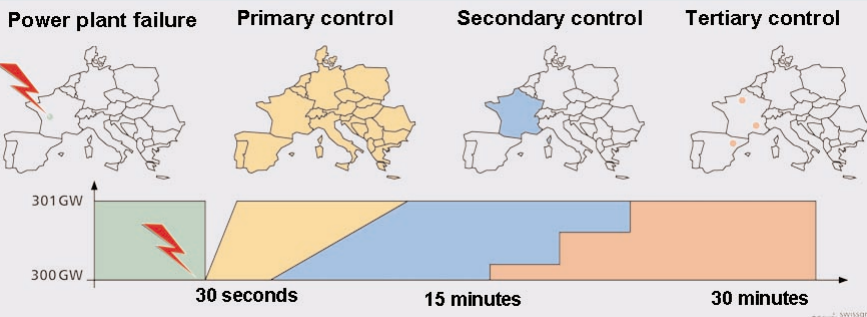 Power plant failure
Primary control
Secondary control
Tertiary control
301 GW
300 GW
30 seconds
15 minutes
30 minutes